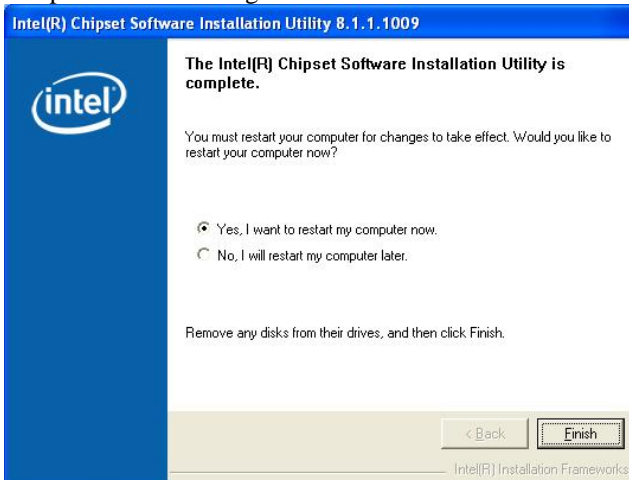 Intel(R) Chipset Software Installation Utility 8.1.1.1009
The Intel(R) Chipset Software Installation Utility is
complete.
intel
You must restart your computer for changes to take effect. Would you like to
restart your computer now?
Yes, I want to restart my computer now.
No, I will restart my computer later.
Remove any disks from their drives, and then click Finish.
< Back
Finish
Intel(R) Installation Frameworks